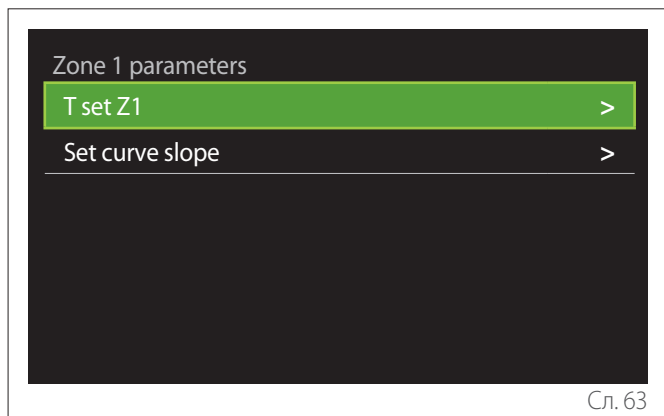 Zone 1 parameters
T set Z1 >
Set curve slope >
Сл. 63